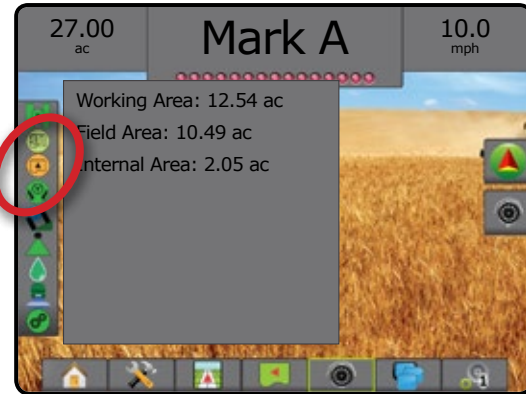 27.00
ac
Mark A
10.0
mph
Working Area: 12.54 ac
Field Area: 10.49 ac
Internal Area: 2.05 ac
1